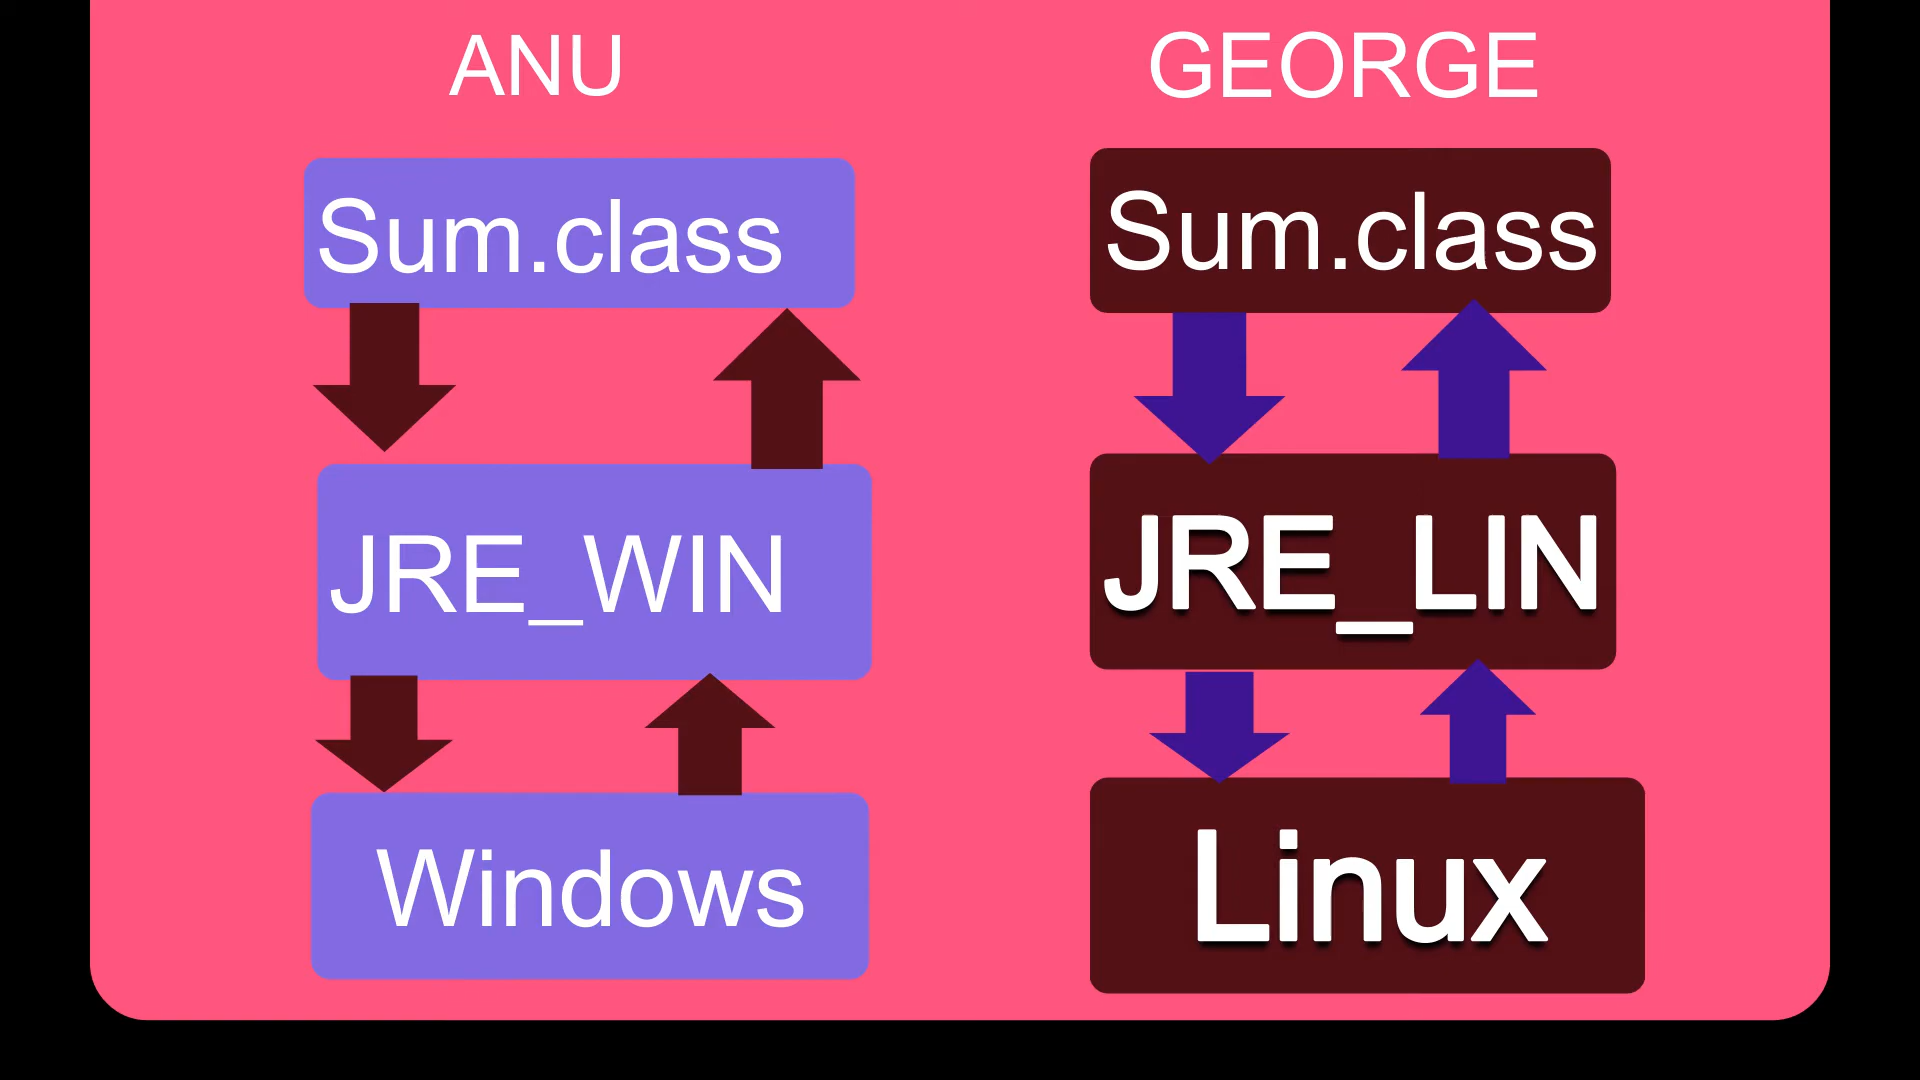 ANU
Sum.class
JRE_WIN
Windows
GEORGE
Sum.class
JRE_LIN
Linux